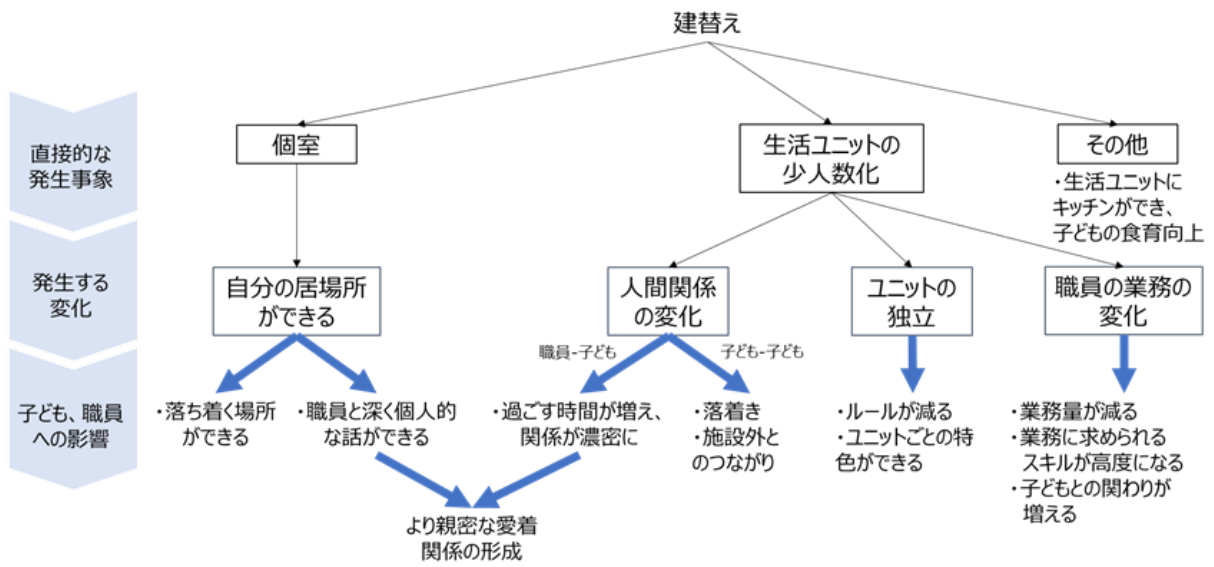 建替え
直接的な
発生事象
個室
生活ユニットの
少人数化
その他
・生活ユニットに
キッチンができ、
子どもの食育向上
発生する
変化
自分の居場所
ができる
人間関係
の変化
ユニットの
独立
職員の業務の
変化
職員-子ども
子ども-子ども
子ども、職員
への影響
・落ち着く場所
ができる
・職員と深く個人的
な話ができる
・過ごす時間が増え、
関係が濃密に
・落着き
・施設外と
のつながり
・ルールが減る
・ユニットごとの特
色ができる
・業務量が減る
・業務に求められる
スキルが高度になる
・子どもとの関わりが
増える
より親密な愛着
関係の形成